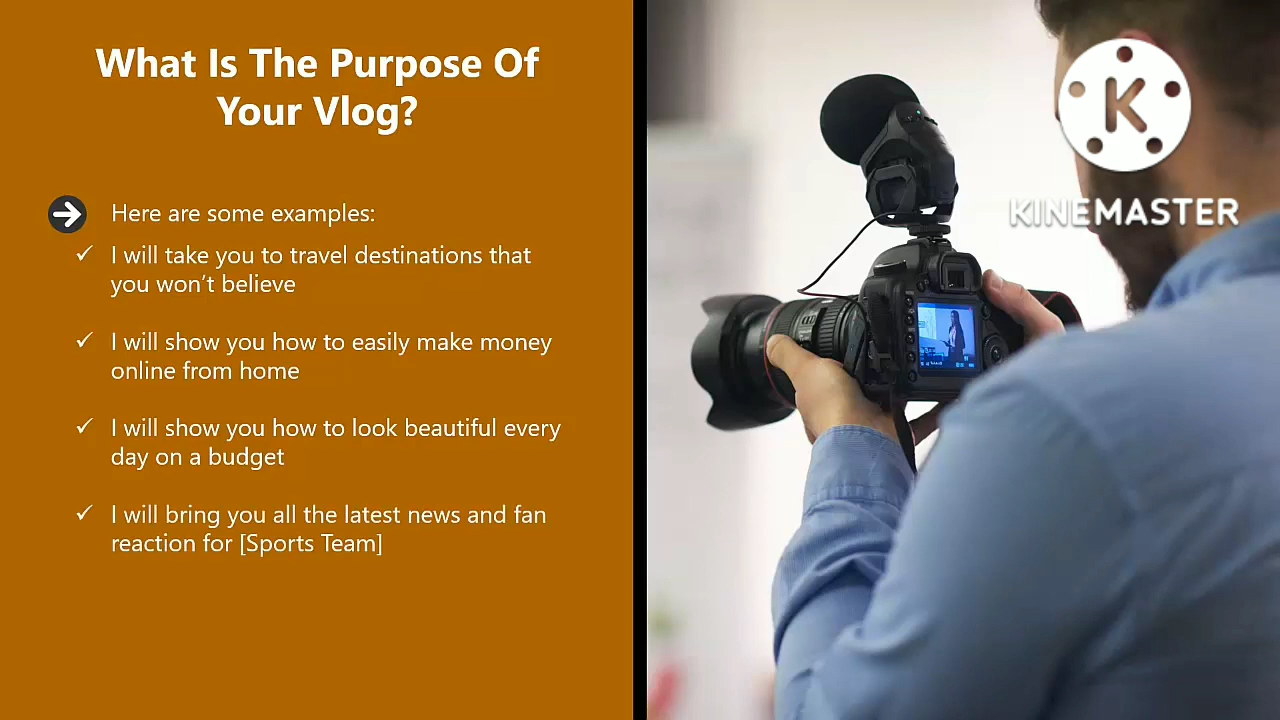 What Is The Purpose Of
Your Vlog?
Here are some examples:
I will take you to travel destinations that
you won’t believe
I will show you how to easily make money
online from home
I will show you how to look beautiful every
day on a budget
I will bring you all the latest news and fan
reaction for [Sports Team]
K
KINEMASTER